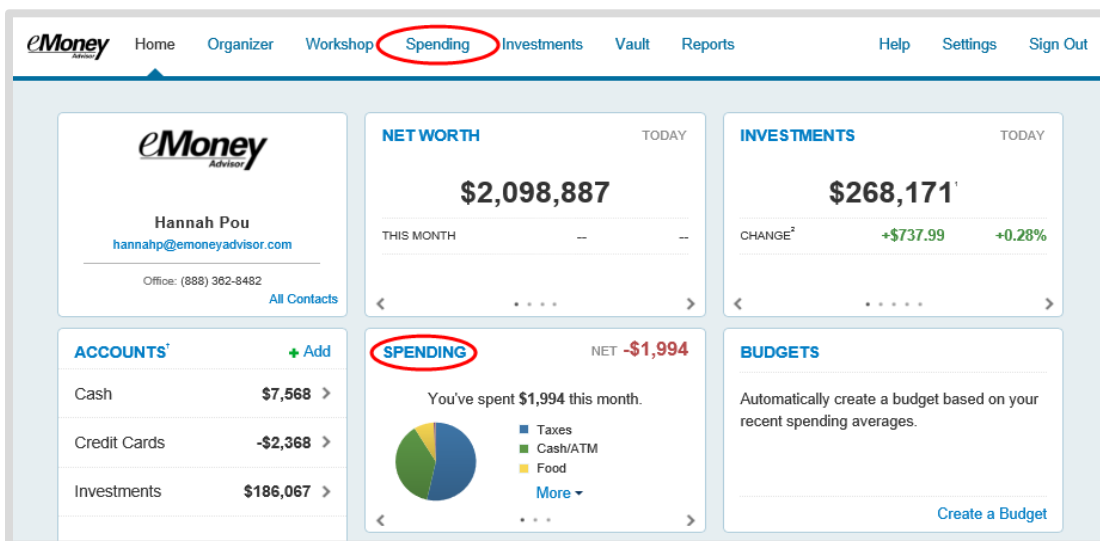 eMoney Advisor Home Organizer Workshop Spending Investments Vault Reports Help Settings Sign Out
eMoney
Advisor
Hannah Pou
hannahp@emoneyadvisor.com
Office: (888) 362-8482
All Contacts
NET WORTH TODAY
$2,098,887
THIS MONTH -- --
INVESTMENTS TODAY
$268,171¹
CHANGE² +$737.99 +0.28%
ACCOUNTS† + Add
Cash $7,568
Credit Cards -$2,368
Investments $186,067
SPENDING NET -$1,994
You've spent $1,994 this month.
Taxes
Cash/ATM
Food
More
BUDGETS
Automatically create a budget based on your
recent spending averages.
Create a Budget